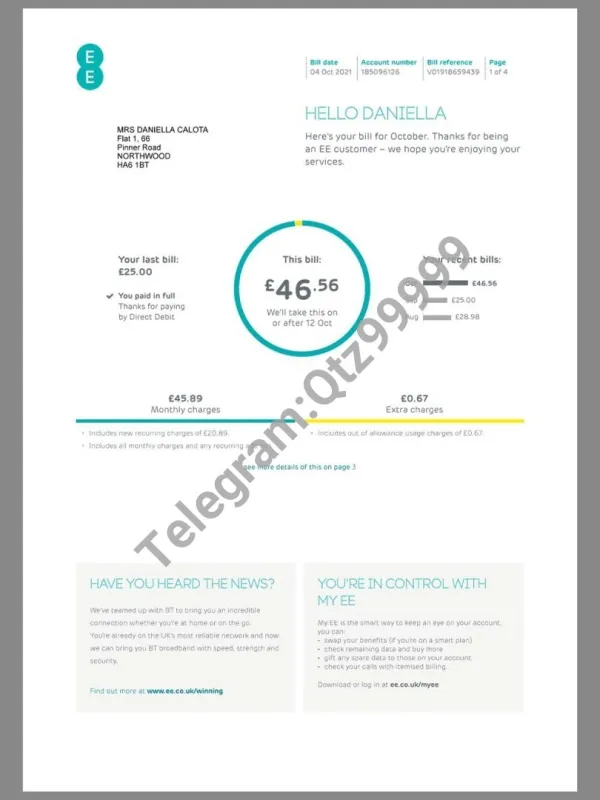 E
E
Bill date
04 Oct 2021
Account number
185096126
Bill reference
V01918659439
Page
1 of 4
HELLO DANIELLA
Here's your bill for October. Thanks for being
an EE customer – we hope you're enjoying your
services.
MRS DANIELLA CALOTA
Flat 1, 66
Pinner Road
NORTHWOOD
HA6 1BT
Your last bill:
£25.00
You paid in full
Thanks for paying
by Direct Debit
This bill:
£46.56
We'll take this on
or after 12 Oct
Your recent bills:
Oct £46.56
Sep £25.00
Aug £28.98
Telegram:Qtz99999
£45.89
Monthly charges
• Includes new recurring charges of £20.89.
• Includes all monthly charges and any recurring
£0.67
Extra charges
• Includes out of allowance usage charges of £0.67.
see more details of this on page 3
HAVE YOU HEARD THE NEWS?
We've teamed up with BT to bring you an incredible
connection whether you're at home or on the go.
You're already on the UK's most reliable network and now
we can bring you BT broadband with speed, strength and
security.
Find out more at www.ee.co.uk/winning
YOU'RE IN CONTROL WITH
MY EE
My EE is the smart way to keep an eye on your account,
you can:
• swap your benefits (if you're on a smart plan)
• check remaining data and buy more
• gift any spare data to those on your account
• check your calls with itemised billing.
Download or log in at ee.co.uk/myee